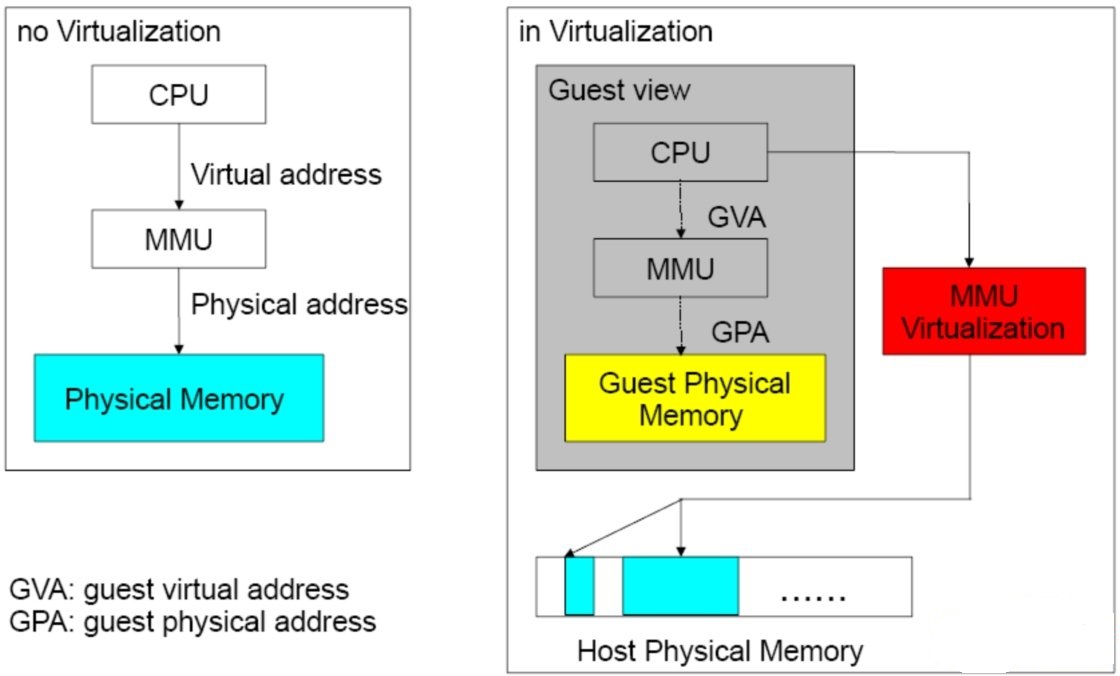 no Virtualization
CPU
Virtual address
MMU
Physical address
Physical Memory
in Virtualization
Guest view
CPU
GVA
MMU
GPA
Guest Physical
Memory
MMU
Virtualization
......
Host Physical Memory
GVA: guest virtual address
GPA: guest physical address